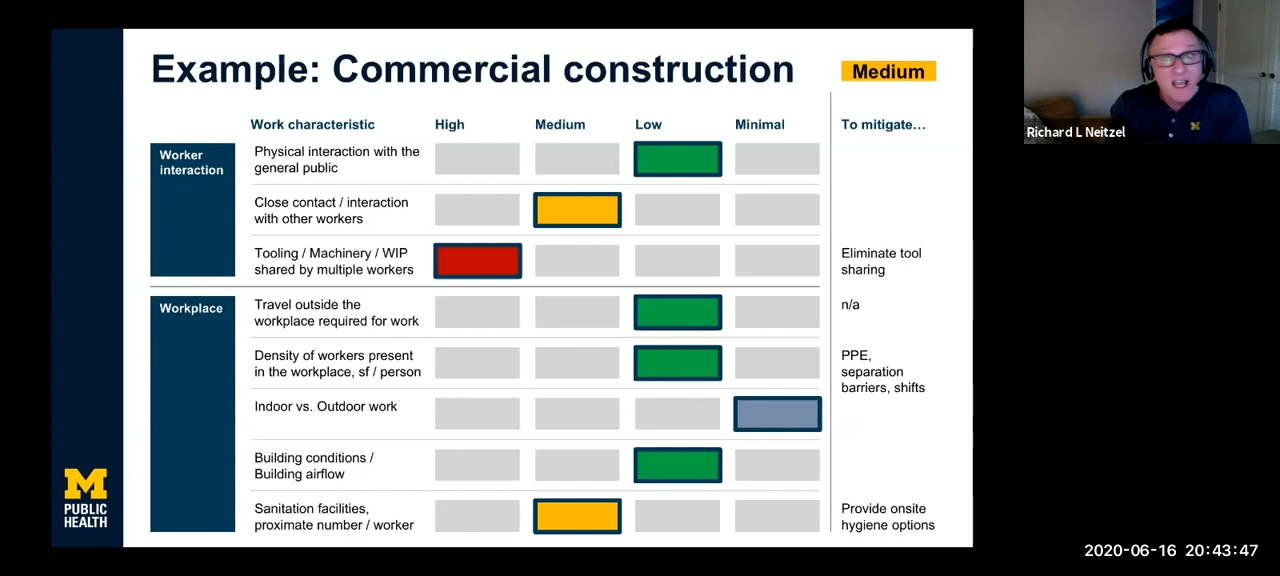 Example: Commercial construction
Medium
Work characteristic
High
Medium
Low
Minimal
To mitigate…
Worker
interaction
Physical interaction with the
general public
Close contact / interaction
with other workers
Tooling / Machinery / WIP
shared by multiple workers
Eliminate tool
sharing
Workplace
Travel outside the
workplace required for work
n/a
Density of workers present
in the workplace, sf / person
PPE,
separation
barriers, shifts
Indoor vs. Outdoor work
Building conditions /
Building airflow
Sanitation facilities,
proximate number / worker
Provide onsite
hygiene options
M
PUBLIC
HEALTH
M
Richard L Neitzel
2020-06-16 20:43:47